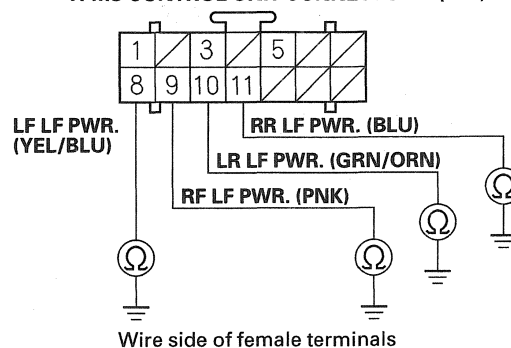 1 3 5
8 9 10 11
LF LF PWR.
(YEL/BLU)
RR LF PWR. (BLU)
LR LF PWR. (GRN/ORN)
RF LF PWR. (PNK)
Ω
Ω
Ω
Ω
Wire side of female terminals